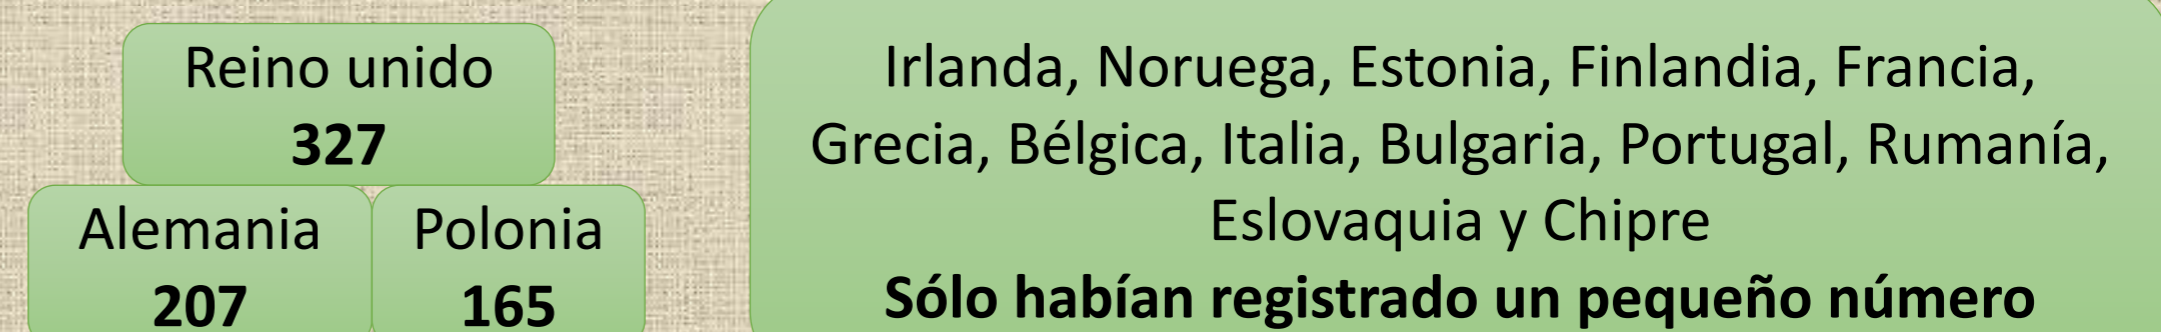 Reino unido
327
Alemania
207
Polonia
165
Irlanda, Noruega, Estonia, Finlandia, Francia,
Grecia, Bélgica, Italia, Bulgaria, Portugal, Rumanía,
Eslovaquia y Chipre
Sólo habían registrado un pequeño número